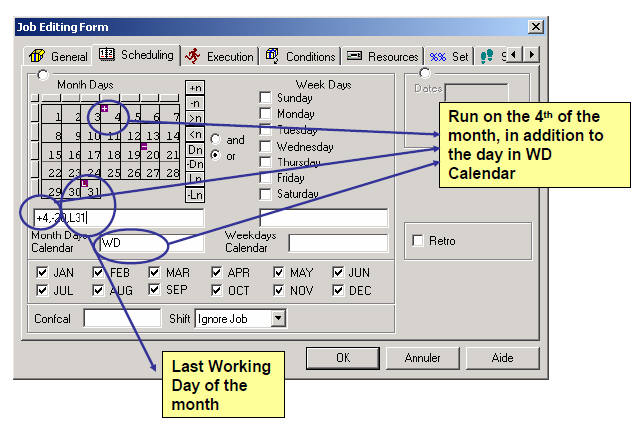 Job Editing Form
General Scheduling Execution Conditions Resources %% Set
Month Days
+n
-n
>n
<n
Dn
-Dn
Ln
-Ln
1 2 3 4 5 6 7
8 9 10 11 12 13 14
15 16 17 18 19 20 21
22 23 24 25 26 27 28
29 30 31
+4,-20,L31
and
or
Week Days
Sunday
Monday
Tuesday
Wednesday
Thursday
Friday
Saturday
Dates
Run on the 4th of the
month, in addition to
the day in WD
Calendar
Month Days
Calendar
WD
Weekdays
Calendar
Retro
JAN FEB MAR APR MAY JUN
JUL AUG SEP OCT NOV DEC
Confcal
Shift Ignore Job
OK Annuler Aide
Last Working
Day of the
month